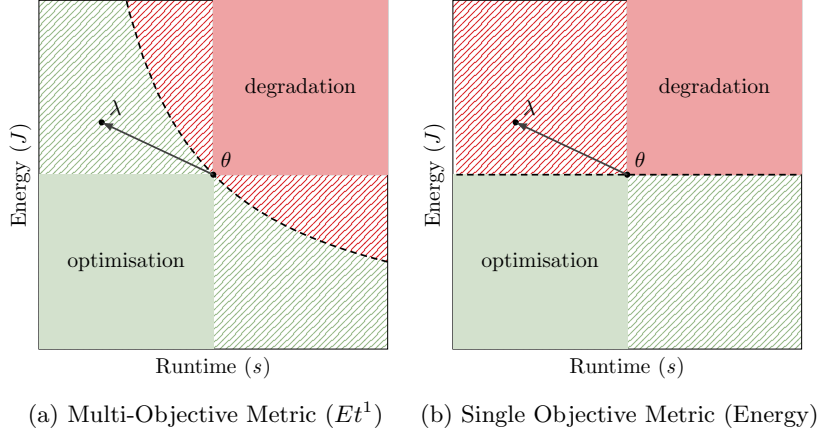 degradation
λ
θ
optimisation
Energy (J)
Runtime (s)
(a) Multi-Objective Metric (Et¹)
degradation
λ
θ
optimisation
Energy (J)
Runtime (s)
(b) Single Objective Metric (Energy)